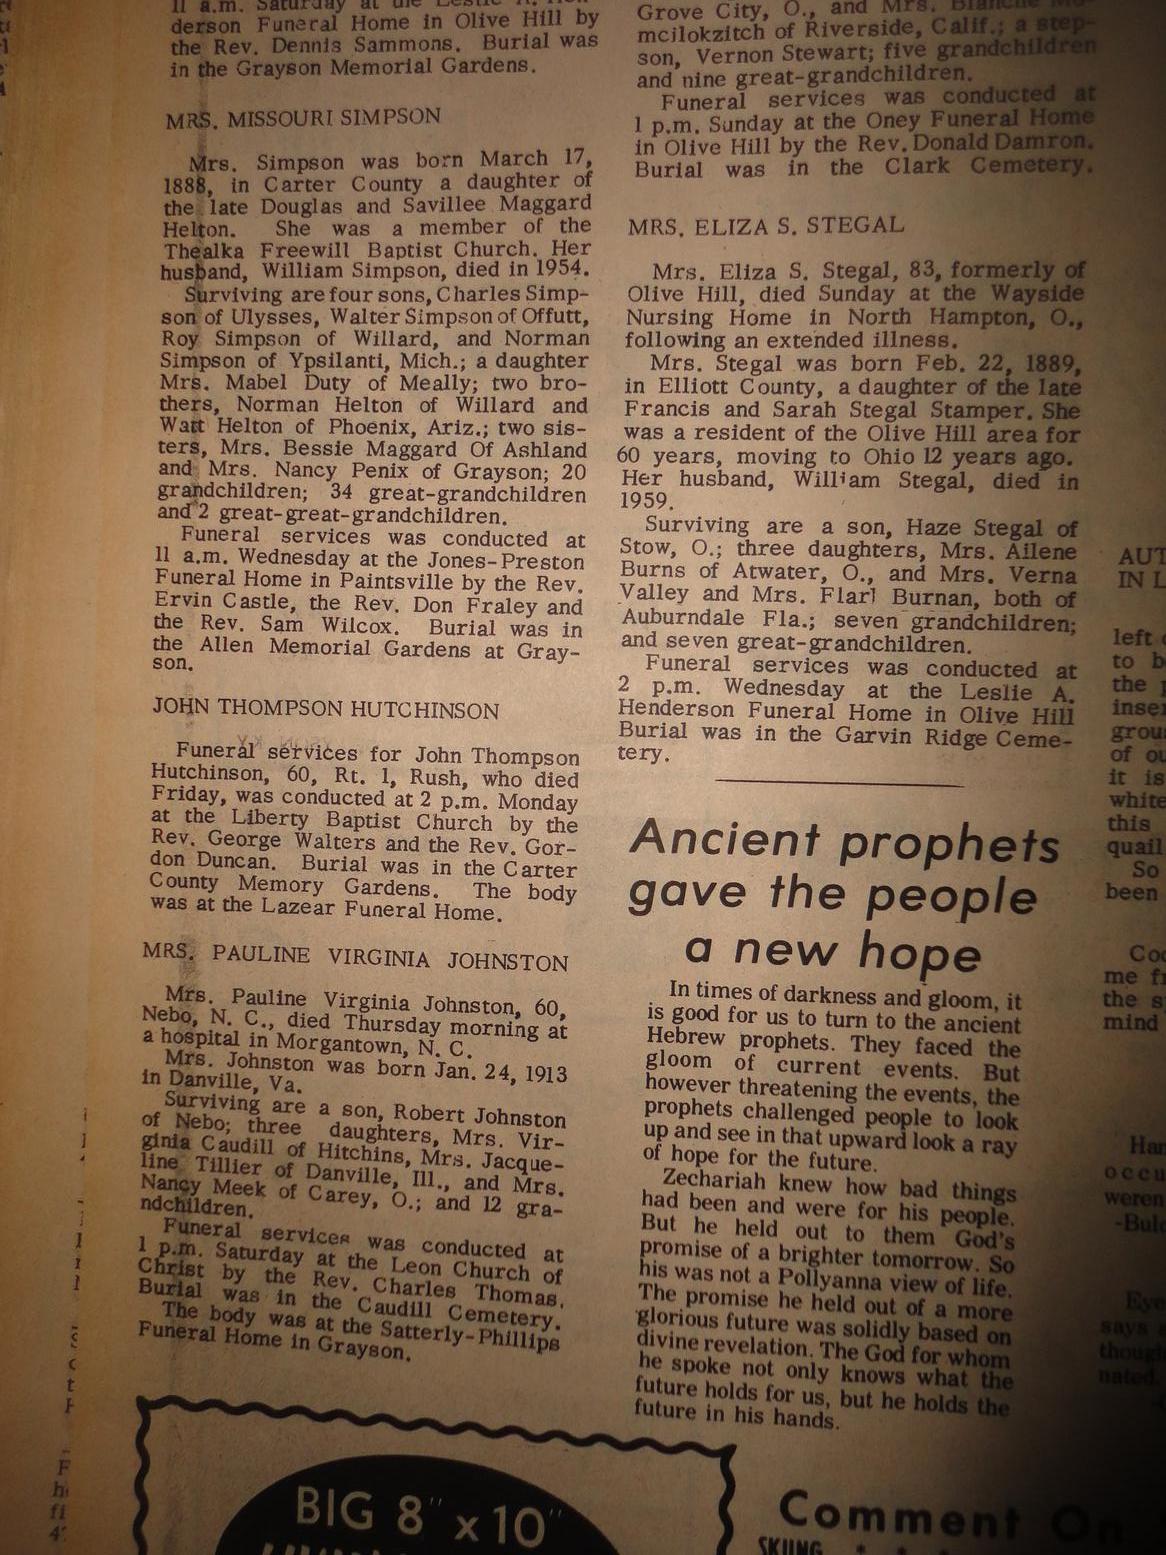 11 a.m. Saturday at the Leslie A. Hen-
derson Funeral Home in Olive Hill by
the Rev. Dennis Sammons. Burial was
in the Grayson Memorial Gardens.
MRS. MISSOURI SIMPSON
Mrs. Simpson was born March 17,
1888, in Carter County a daughter of
the late Douglas and Savillee Maggard
Helton. She was a member of the
Thealka Freewill Baptist Church. Her
husband, William Simpson, died in 1954.
Surviving are four sons, Charles Simp-
son of Ulysses, Walter Simpson of Offutt,
Roy Simpson of Willard, and Norman
Simpson of Ypsilanti, Mich.; a daughter
Mrs. Mabel Duty of Meally; two bro-
thers, Norman Helton of Willard and
Watt Helton of Phoenix, Ariz.; two sis-
ters, Mrs. Bessie Maggard Of Ashland
and Mrs. Nancy Penix of Grayson; 20
grandchildren; 34 great-grandchildren
and 2 great-great-grandchildren.
Funeral services was conducted at
11 a.m. Wednesday at the Jones-Preston
Funeral Home in Paintsville by the Rev.
Ervin Castle, the Rev. Don Fraley and
the Rev. Sam Wilcox. Burial was in
the Allen Memorial Gardens at Gray-
son.
JOHN THOMPSON HUTCHINSON
Funeral services for John Thompson
Hutchinson, 60, Rt. 1, Rush, who died
Friday, was conducted at 2 p.m. Monday
at the Liberty Baptist Church by the
Rev. George Walters and the Rev. Gor-
don Duncan. Burial was in the Carter
County Memory Gardens. The body
was at the Lazear Funeral Home.
MRS. PAULINE VIRGINIA JOHNSTON
Mrs. Pauline Virginia Johnston, 60,
Nebo, N. C., died Thursday morning at
a hospital in Morgantown, N. C.
Mrs. Johnston was born Jan. 24, 1913
in Danville, Va.
Surviving are a son, Robert Johnston
of Nebo; three daughters, Mrs. Vir-
ginia Caudill of Hitchins, Mrs. Jacque-
line Tillier of Danville, Ill., and Mrs.
Nancy Meek of Carey, O.; and 12 gra-
ndchildren.
Funeral services was conducted at
1 p.m. Saturday at the Leon Church of
Christ by the Rev. Charles Thomas.
Burial was in the Caudill Cemetery.
The body was at the Satterly-Phillips
Funeral Home in Grayson.
BIG 8" x 10"
Grove City, O., and Mrs. Blanche
mcilokzitch of Riverside, Calif.; a step-
son, Vernon Stewart; five grandchildren
and nine great-grandchildren.
Funeral services was conducted at
1 p.m. Sunday at the Oney Funeral Home
in Olive Hill by the Rev. Donald Damron.
Burial was in the Clark Cemetery.
MRS. ELIZA S. STEGAL
Mrs. Eliza S. Stegal, 83, formerly of
Olive Hill, died Sunday at the Wayside
Nursing Home in North Hampton, O.,
following an extended illness.
Mrs. Stegal was born Feb. 22, 1889,
in Elliott County, a daughter of the late
Francis and Sarah Stegal Stamper. She
was a resident of the Olive Hill area for
60 years, moving to Ohio 12 years ago.
Her husband, William Stegal, died in
1959.
Surviving are a son, Haze Stegal of
Stow, O.; three daughters, Mrs. Ailene
Burns of Atwater, O., and Mrs. Verna
Valley and Mrs. Flarl Burnan, both of
Auburndale Fla.; seven grandchildren;
and seven great-grandchildren.
Funeral services was conducted at
2 p.m. Wednesday at the Leslie A.
Henderson Funeral Home in Olive Hill
Burial was in the Garvin Ridge Ceme-
tery.
Ancient prophets
gave the people
a new hope
In times of darkness and gloom, it
is good for us to turn to the ancient
Hebrew prophets. They faced the
gloom of current events. But
however threatening the events, the
prophets challenged people to look
up and see in that upward look a ray
of hope for the future.
Zechariah knew how bad things
had been and were for his people.
But he held out to them God's
promise of a brighter tomorrow. So
his was not a Pollyanna view of life.
The promise he held out of a more
glorious future was solidly based on
divine revelation. The God for whom
he spoke not only knows what the
future holds for us, but he holds the
future in his hands.
Comment On
SKIING
AUT
IN L
left
to b
the
inse
grou
of ou
it is
white
this
quail
So
been
Coo
me f
the s
mind
Har
occu
weren
-Bulc
Eye
says
though
nated.